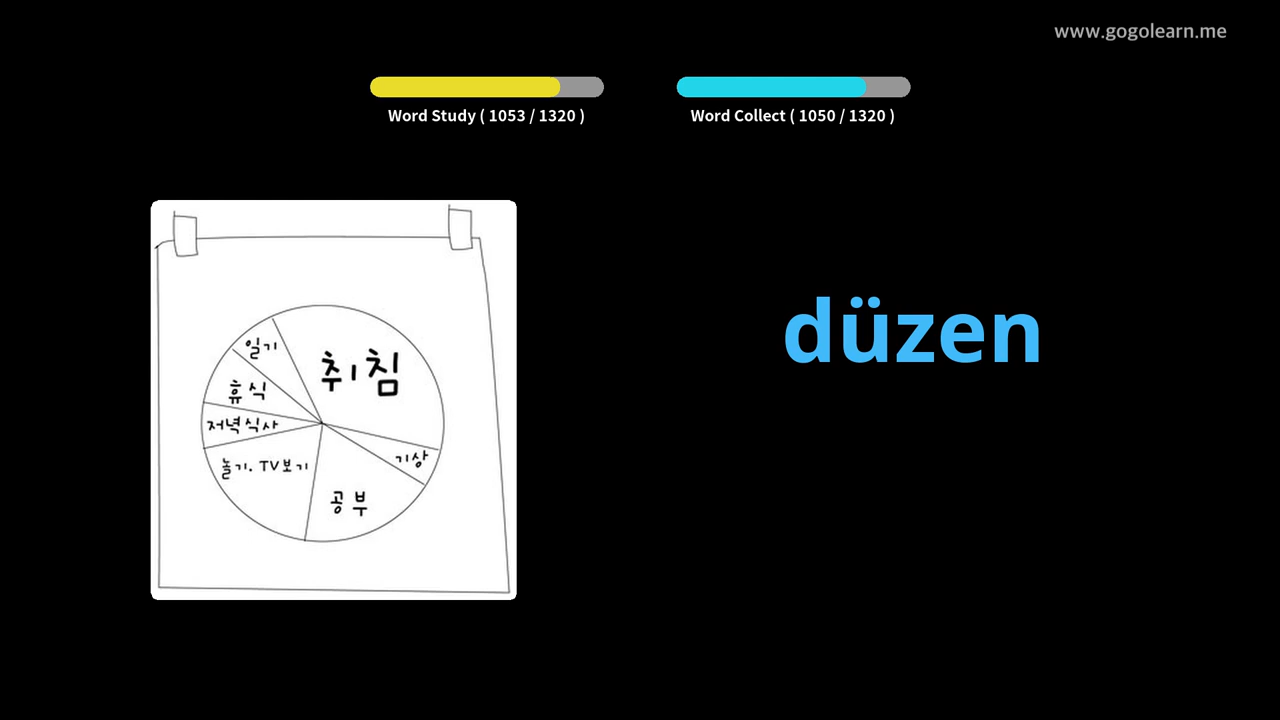 www.gogolearn.me
Word Study ( 1053 / 1320 )
Word Collect ( 1050 / 1320 )
일기
취침
휴식
저녁식사
놀기. TV보기
기상
공부
düzen